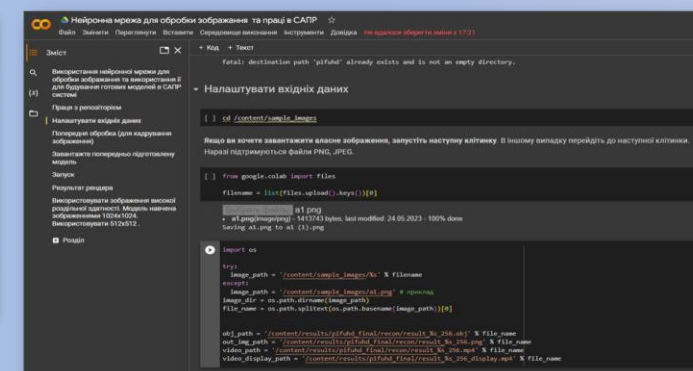 Нейронна мрежа для обробки зображення та праці в САПР
Файл Змінити Переглянути Вставити Середовище виконання Інструменти Довідка Не вдалося зберегти зміни з 17:21
Зміст
+ Код + Текст
Використання нейронної мрежи для
обробки зображання та використання її
для будування готових моделей в САПР
системі
Праця з репозиторієм
Налаштувати вхідніх даних
Попередня обробка (для кадрування
зображення)
Завантажте попередньо підготовлену
модель
Запуск
Результат рендера
Використовувати зображення високої
роздільної здатності. Модель навчена
зображеннями 1024х1024.
Використовувати 512х512 .
Розділ
fatal: destination path 'pifuhd' already exists and is not an empty directory.
Налаштувати вхідніх даних
[ ] cd /content/sample_images
Якщо ви хочете завантажити власне зображення, запустіть наступну клітинку. В іншому випадку перейдіть до наступної клітинки.
Наразі підтримуються файли PNG, JPEG.
[ ] from google.colab import files
filename = list(files.upload().keys())[0]
a1.png
a1.png(image/png) - 1413743 bytes, last modified: 24.05.2023 - 100% done
Saving a1.png to a1 (1).png
import os
try:
image_path = '/content/sample_images/%s' % filename
except:
image_path = '/content/sample_images/a1.png' # приклад
image_dir = os.path.dirname(image_path)
file_name = os.path.splitext(os.path.basename(image_path))[0]
obj_path = '/content/results/pifuhd_final/recon/result_%s_256.obj' % file_name
out_img_path = '/content/results/pifuhd_final/recon/result_%s_256.png' % file_name
video_path = '/content/results/pifuhd_final/recon/result_%s_256.mp4' % file_name
video_display_path = '/content/results/pifuhd_final/recon/result_%s_256_display.mp4' % file_name